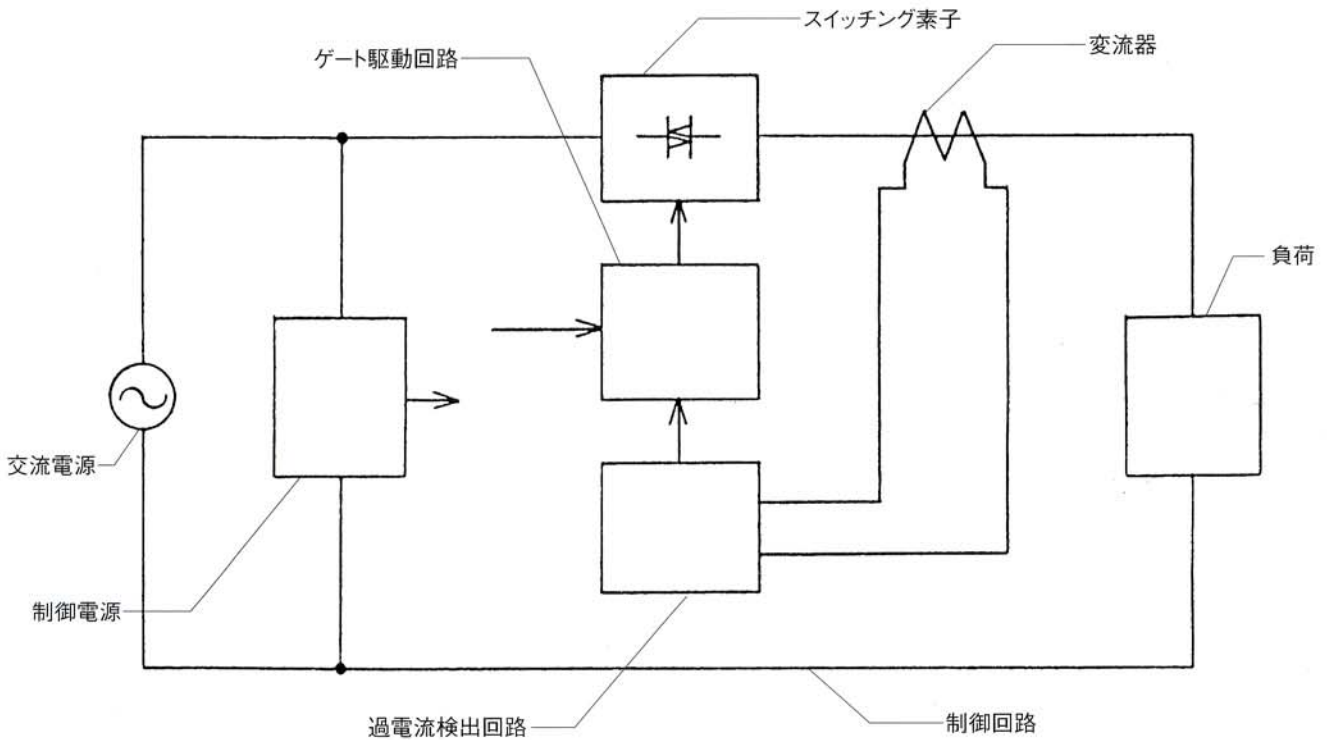 スイッチング素子
変流器
ゲート駆動回路
負荷
交流電源
制御電源
過電流検出回路
制御回路